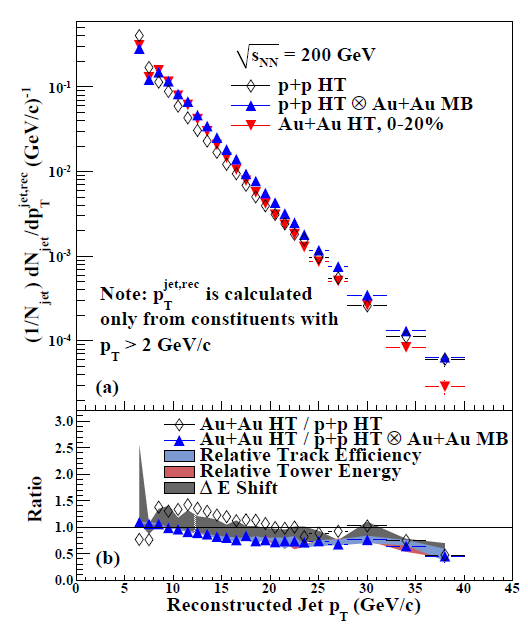 √s_NN = 200 GeV
p+p HT
p+p HT ⊗ Au+Au MB
Au+Au HT, 0-20%
(1/N_jet) dN_jet/dp_T^jet,rec (GeV/c)^-1
10^-1
10^-2
10^-3
10^-4
Note: p_T^jet,rec is calculated
only from constituents with
p_T > 2 GeV/c
(a)
Au+Au HT / p+p HT
Au+Au HT / p+p HT ⊗ Au+Au MB
Relative Track Efficiency
Relative Tower Energy
Δ E Shift
Ratio
3.0
2.5
2.0
1.5
1.0
0.5
0.0
(b)
0 5 10 15 20 25 30 35 40 45
Reconstructed Jet p_T (GeV/c)